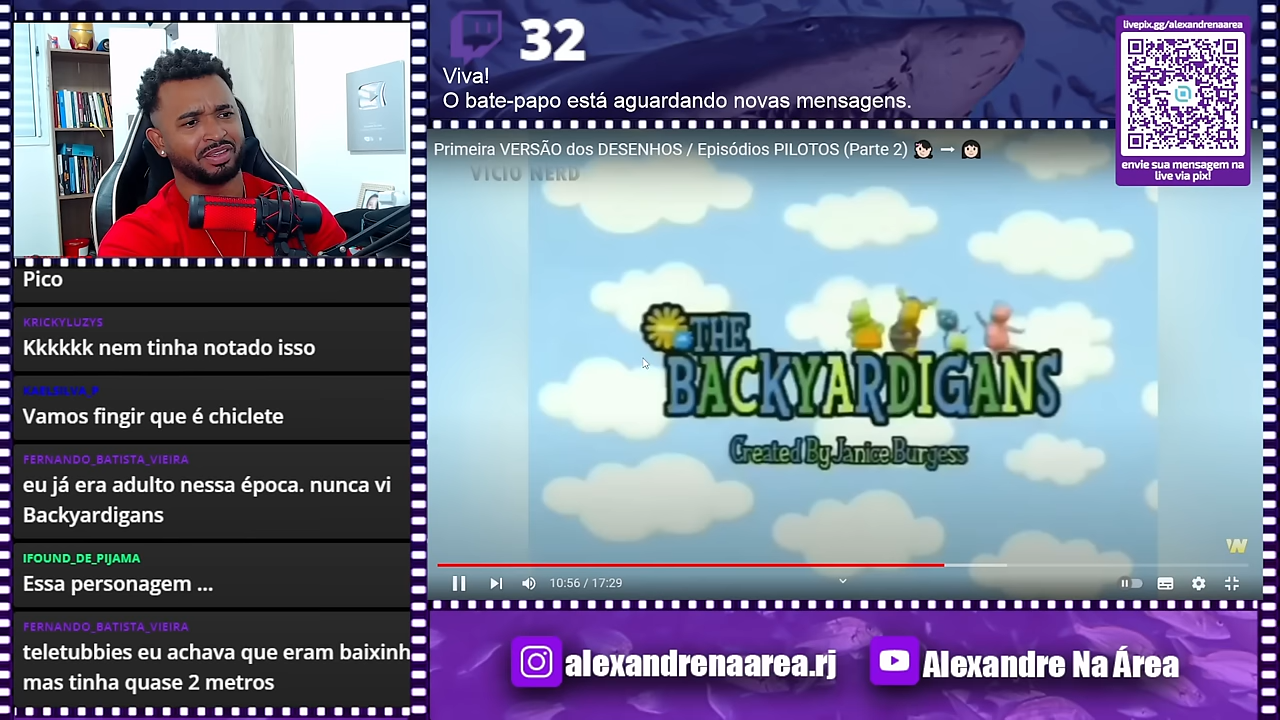 32
Viva!
O bate-papo está aguardando novas mensagens.
livepix.gg/alexandrenaarea
envie sua mensagem na
live via pix!
Primeira VERSÃO dos DESENHOS / Episódios PILOTOS (Parte 2)
VICIO NERD
THE
BACKYARDIGANS
Created By Janice Burgess
W
10:56 / 17:29
Pico
KRICKYLUZYS
Kkkkkk nem tinha notado isso
KAELSILVA_P
Vamos fingir que é chiclete
FERNANDO_BATISTA_VIEIRA
eu já era adulto nessa época. nunca vi
Backyardigans
IFOUND_DE_PIJAMA
Essa personagem ...
FERNANDO_BATISTA_VIEIRA
teletubbies eu achava que eram baixinh
mas tinha quase 2 metros
alexandrenaarea.rj
Alexandre Na Área